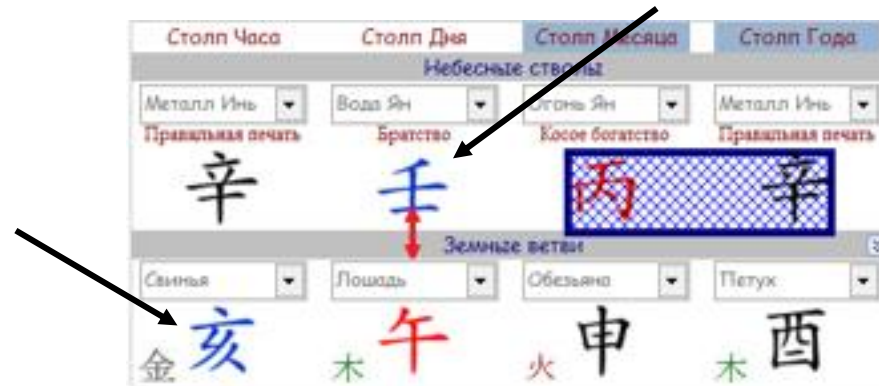 Столп Часа Столп Дня Столп Месяца Столп Года
Небесные стволы
Металл Инь Вода Ян Огонь Ян Металл Инь
Правильная печать Братство Косое богатство Правильная печать
辛 壬 丙 辛
Земные ветви
Свинья Лошадь Обезьяна Петух
金 亥 木 午 火 申 木 酉